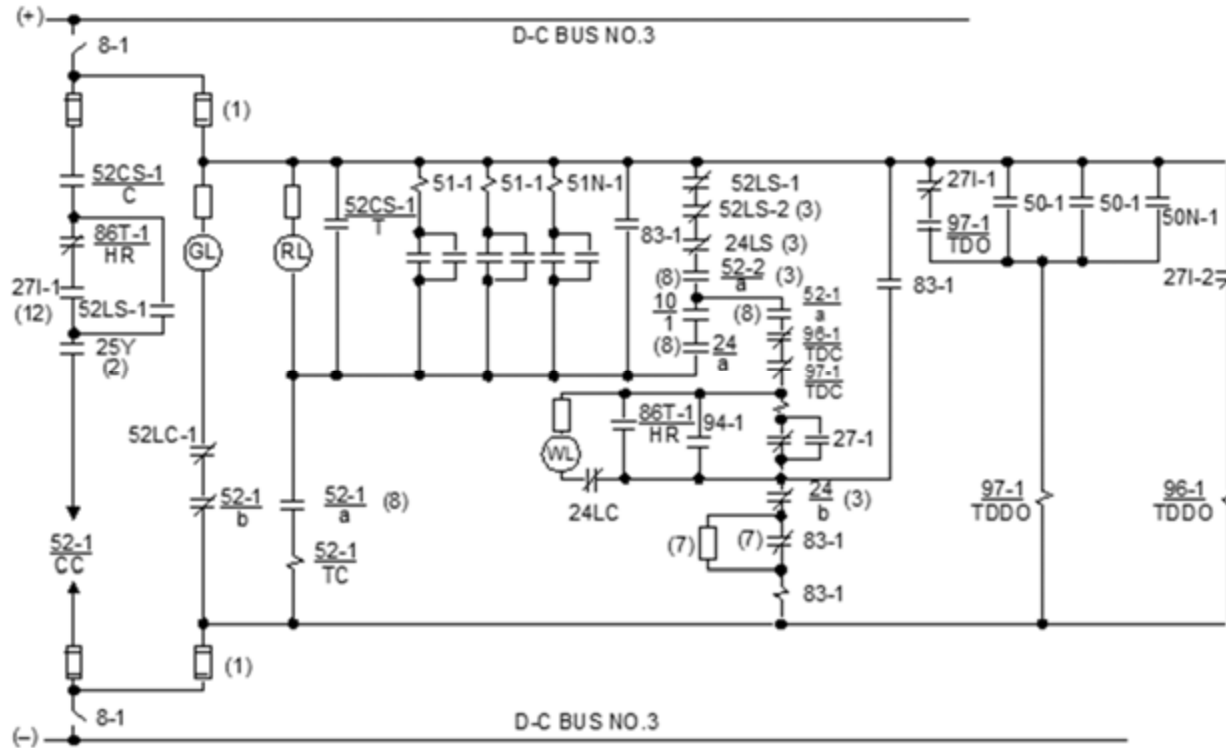 (+)
D-C BUS NO.3
8-1
(1)
52CS-1
C
86T-1
HR
27I-1
(12)
52LS-1
25Y
(2)
GL
RL
52CS-1
T
51-1
51-1
51N-1
83-1
52LS-1
52LS-2 (3)
24LS (3)
(8) 52-2 (3)
a
10
1
(8) 52-1
a
96-1
TDC
97-1
TDC
(8) 24
a
83-1
27I-1
97-1
TDO
50-1
50-1
50N-1
27I-2
52LC-1
52-1
b
52-1 (8)
a
52-1
TC
WL
86T-1
HR
94-1
27-1
24LC
24 (3)
b
(7)
(7) 83-1
83-1
97-1
TDDO
96-1
TDDO
52-1
CC
(1)
8-1
D-C BUS NO.3
(–)